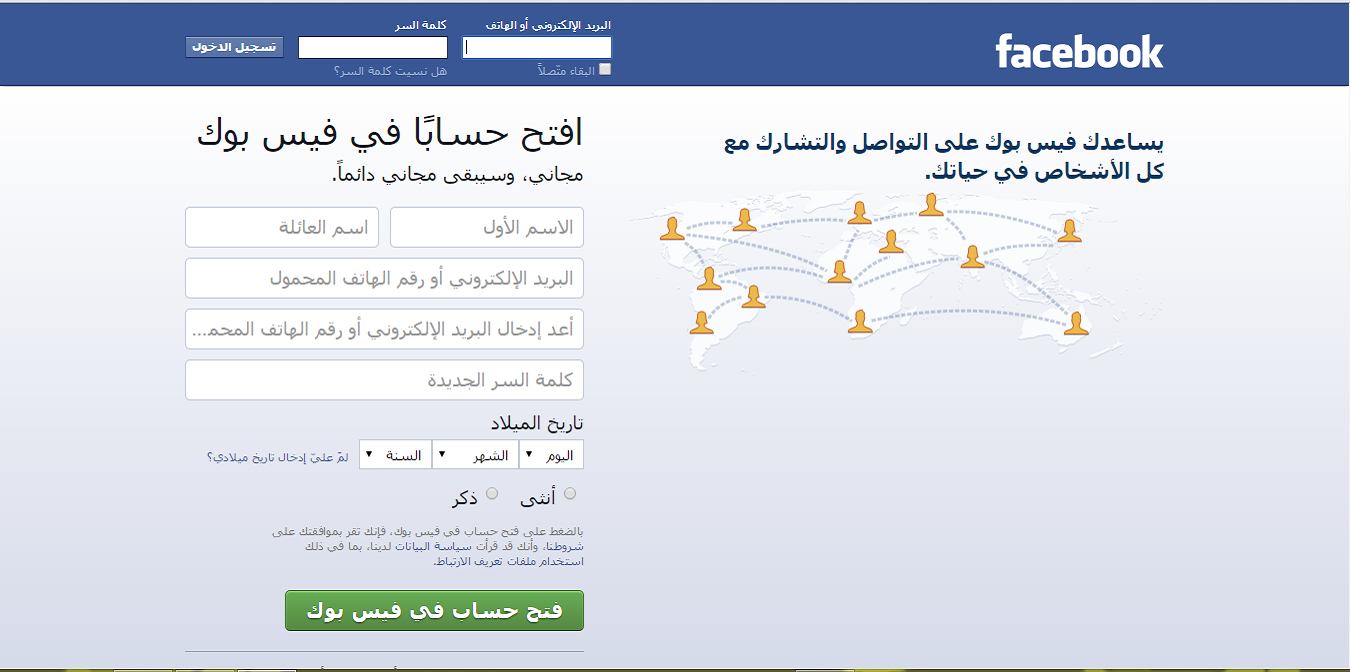 facebook
البريد الإلكتروني أو الهاتف
كلمة السر
تسجيل الدخول
البقاء متّصلاً
هل نسيت كلمة السر؟
يساعدك فيس بوك على التواصل والتشارك مع
كل الأشخاص في حياتك.
افتح حسابًا في فيس بوك
مجاني، وسيبقى مجاني دائماً.
الاسم الأول
اسم العائلة
البريد الإلكتروني أو رقم الهاتف المحمول
أعد إدخال البريد الإلكتروني أو رقم الهاتف المحمـ...
كلمة السر الجديدة
تاريخ الميلاد
اليوم
الشهر
السنة
لمَ عليّ إدخال تاريخ ميلادي؟
أنثى
ذكر
بالضغط على فتح حساب في فيس بوك، فإنك تقر بموافقتك على
شروطنا، وأنك قد قرأت سياسة البيانات لدينا، بما في ذلك
استخدام ملفات تعريف الارتباط.
فتح حساب في فيس بوك